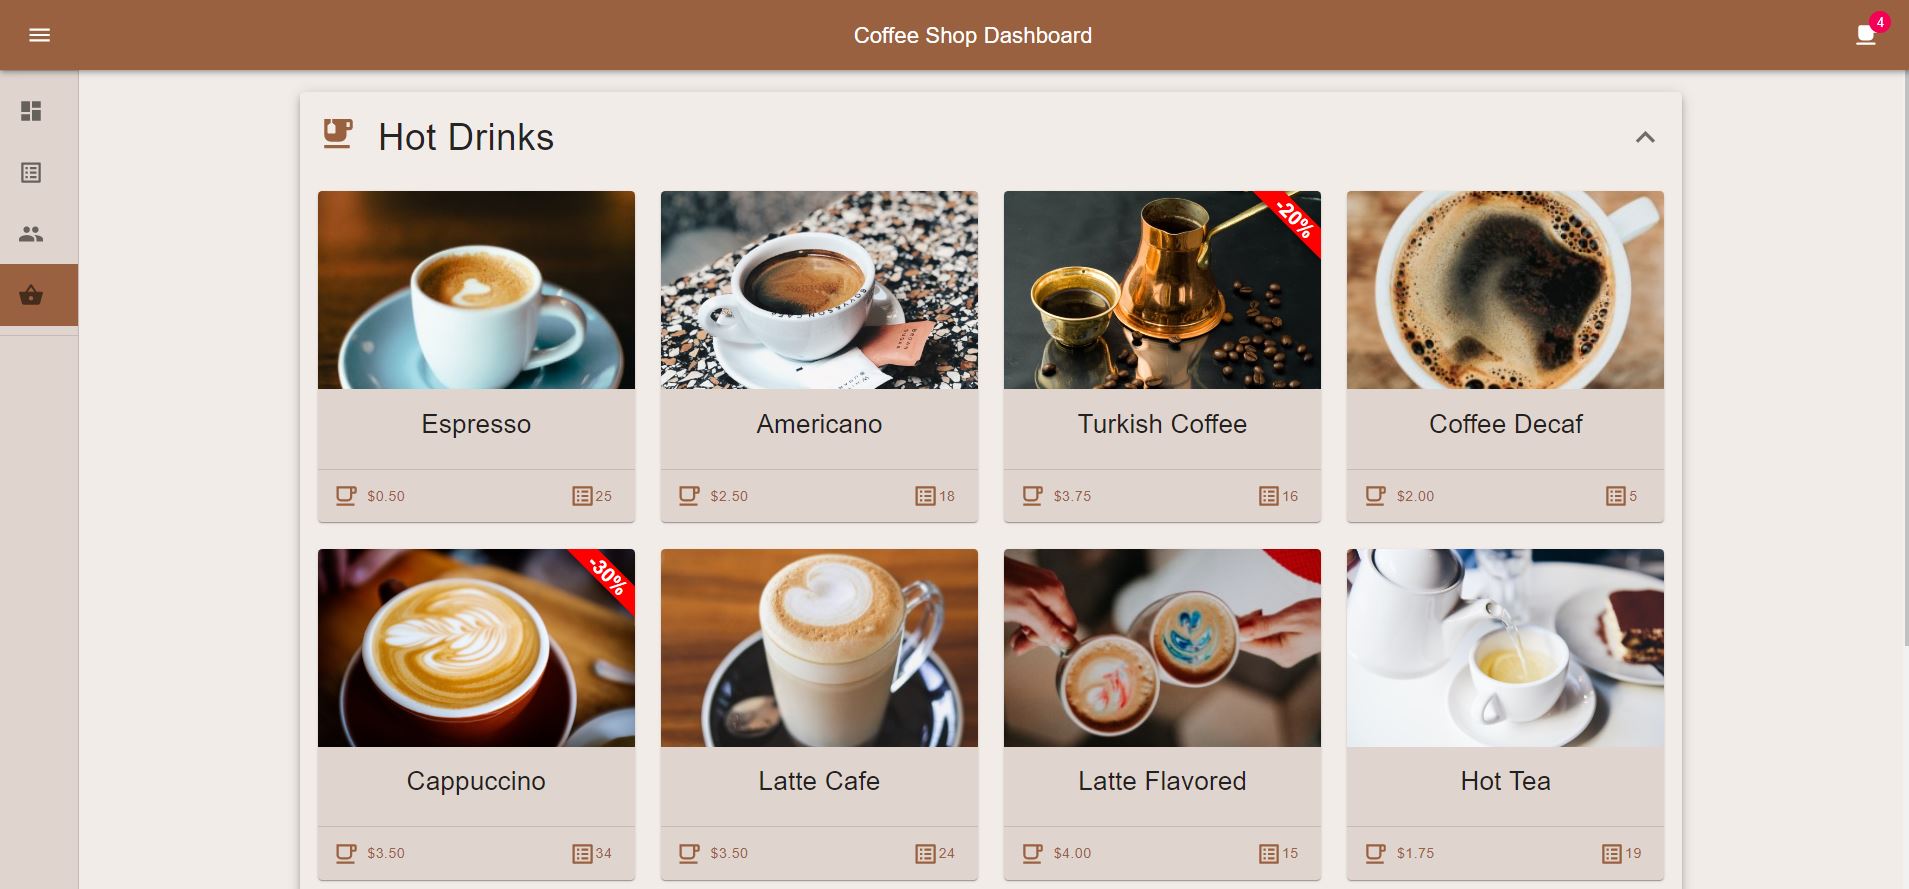 Coffee Shop Dashboard
4
Hot Drinks
-20%
Espresso
Americano
Turkish Coffee
Coffee Decaf
$0.50
25
$2.50
18
$3.75
16
$2.00
5
-30%
Cappuccino
Latte Cafe
Latte Flavored
Hot Tea
$3.50
34
$3.50
24
$4.00
15
$1.75
19